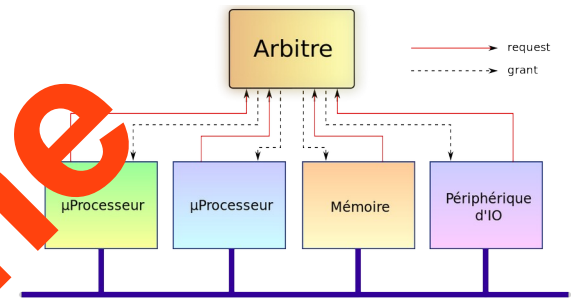 Arbitre
request
grant
µProcesseur
µProcesseur
Mémoire
Périphérique
d'IO